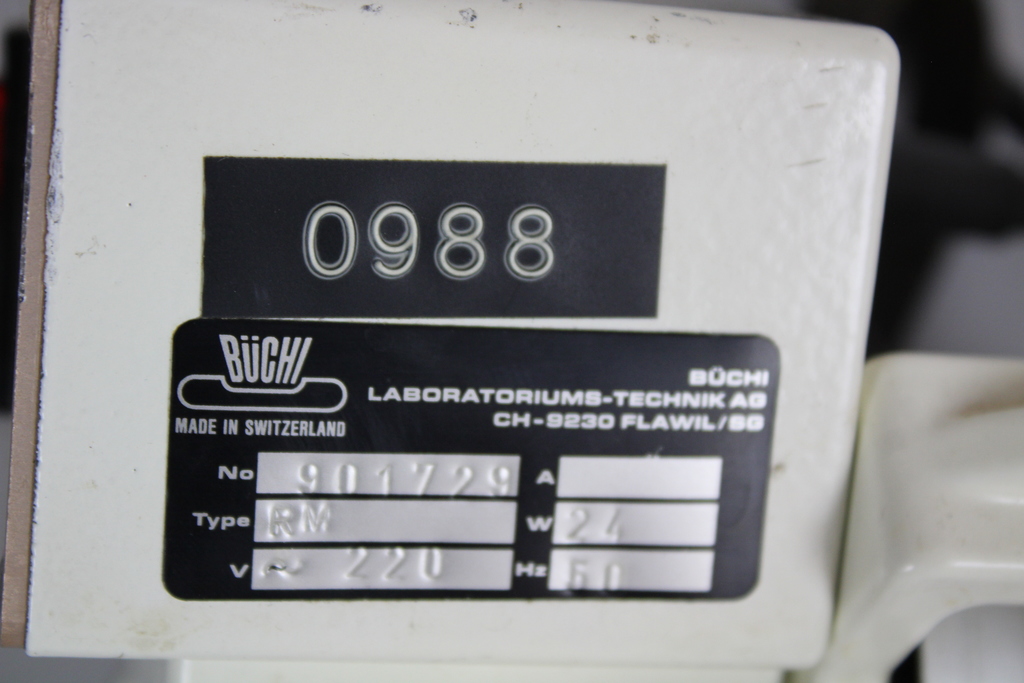 0988
BÜCHI
MADE IN SWITZERLAND
BÜCHI
LABORATORIUMS-TECHNIK AG
CH-9230 FLAWIL/SG
No 901729 A
Type RM W 24
V ~ 220 Hz 50